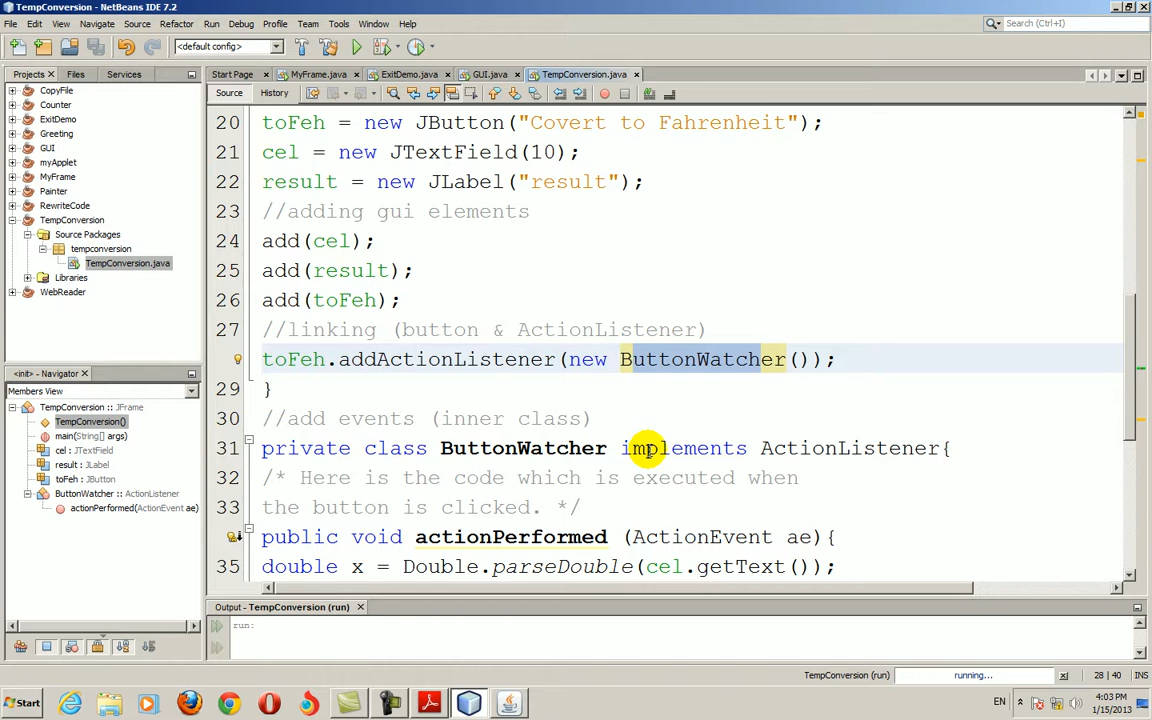 TempConversion - NetBeans IDE 7.2
File Edit View Navigate Source Refactor Run Debug Profile Team Tools Window Help
<default config>
Search (Ctrl+I)
Projects Files Services
CopyFile
Counter
ExitDemo
Greeting
GUI
myApplet
MyFrame
Painter
RewriteCode
TempConversion
Source Packages
tempconversion
TempConversion.java
Libraries
WebReader
<init> - Navigator
Members View
TempConversion :: JFrame
TempConversion()
main(String[] args)
cel : JTextField
result : JLabel
toFeh : JButton
ButtonWatcher :: ActionListener
actionPerformed(ActionEvent ae)
Start Page MyFrame.java ExitDemo.java GUI.java TempConversion.java
Source History
20 toFeh = new JButton("Covert to Fahrenheit");
21 cel = new JTextField(10);
22 result = new JLabel("result");
23 //adding gui elements
24 add(cel);
25 add(result);
26 add(toFeh);
27 //linking (button & ActionListener)
toFeh.addActionListener(new ButtonWatcher());
29 }
30 //add events (inner class)
31 private class ButtonWatcher implements ActionListener{
32 /* Here is the code which is executed when
33 the button is clicked. */
public void actionPerformed (ActionEvent ae){
35 double x = Double.parseDouble(cel.getText());
Output - TempConversion (run)
run:
TempConversion (run) running... 28 | 40 INS
Start
EN
4:03 PM
1/15/2013